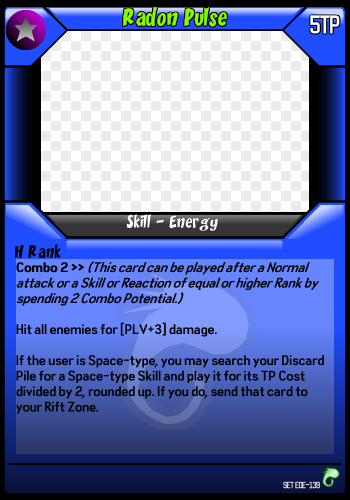 Radon Pulse
5TP
Skill - Energy
H Rank
Combo 2 >> (This card can be played after a Normal
attack or a Skill or Reaction of equal or higher Rank by
spending 2 Combo Potential.)
Hit all enemies for [PLV+3] damage.
If the user is Space-type, you may search your Discard
Pile for a Space-type Skill and play it for its TP Cost
divided by 2, rounded up. If you do, send that card to
your Rift Zone.
SET EDE-139